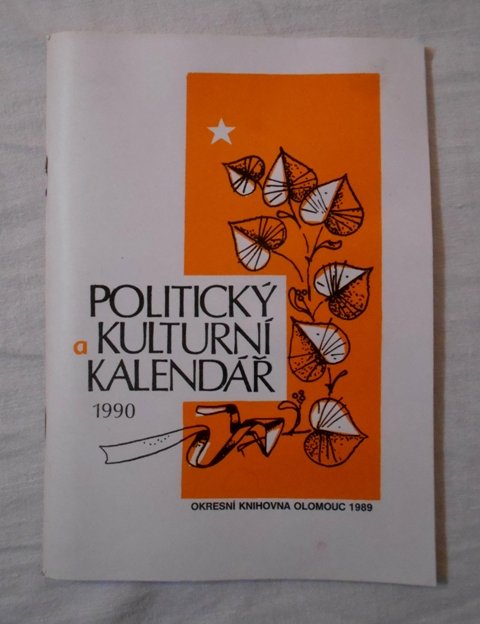 POLITICKÝ
a KULTURNÍ
KALENDÁŘ
1990
OKRESNÍ KNIHOVNA OLOMOUC 1989